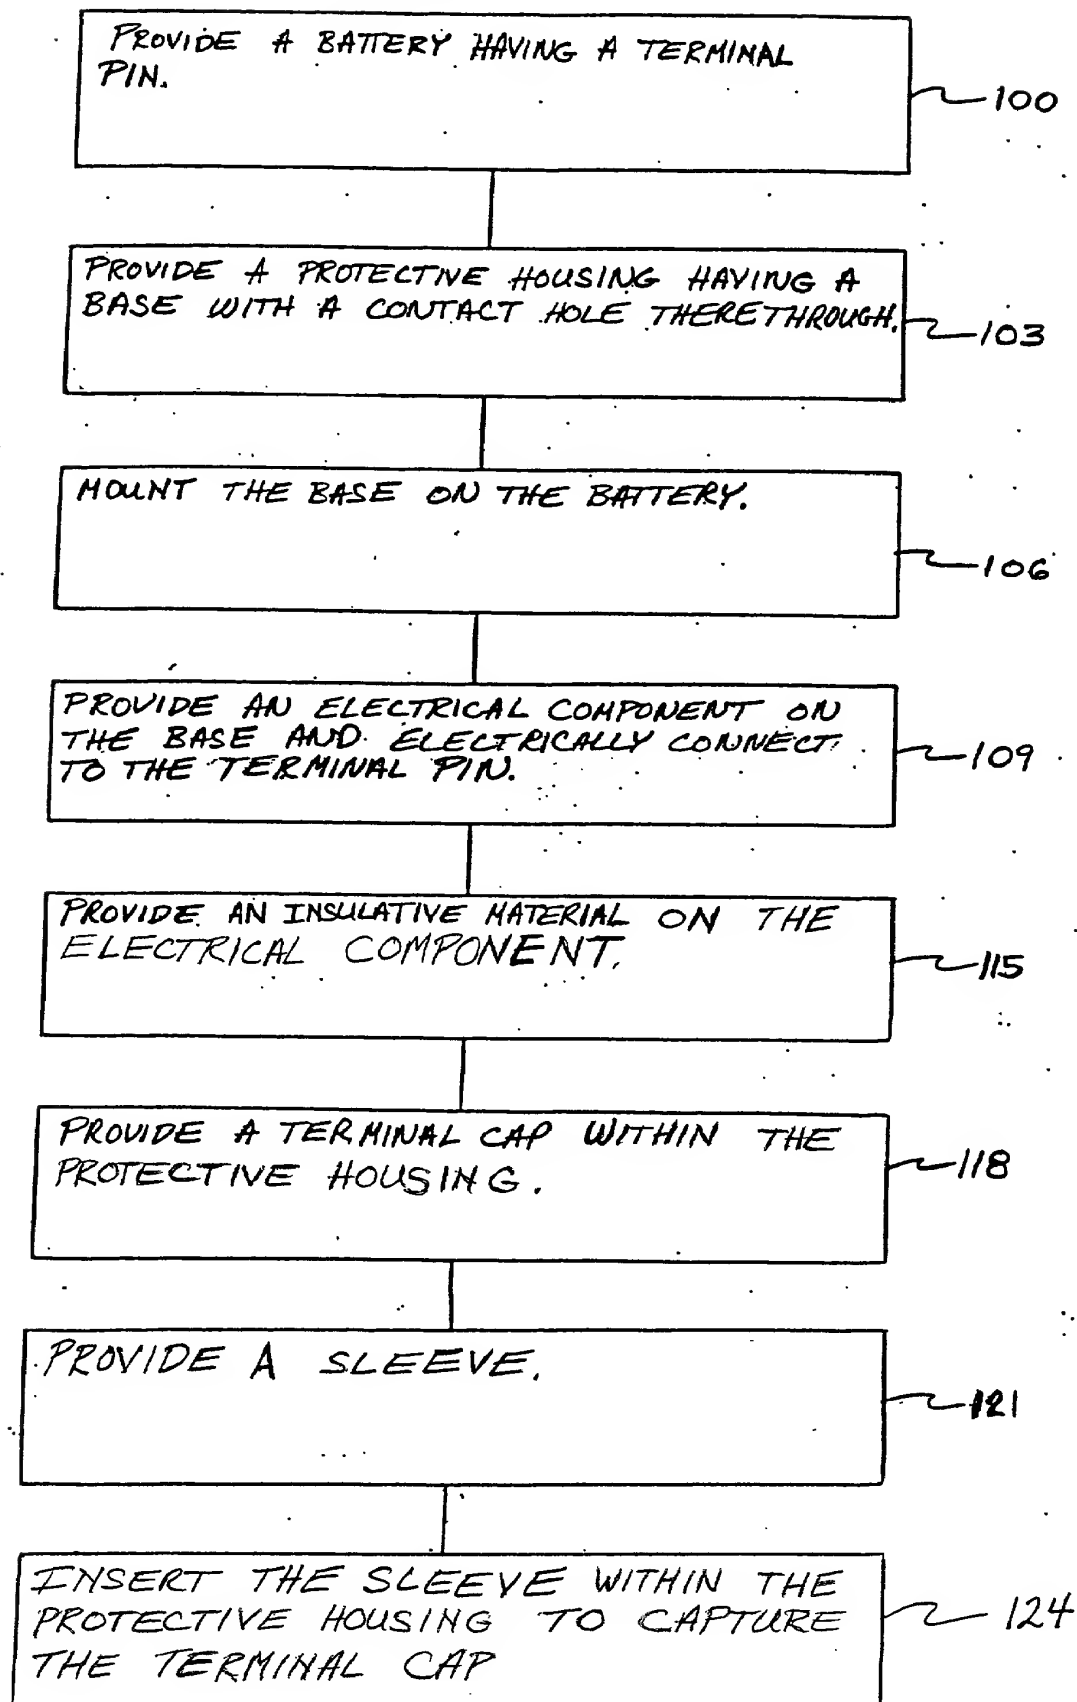 PROVIDE A BATTERY HAVING A TERMINAL
PIN.
100
PROVIDE A PROTECTIVE HOUSING HAVING A
BASE WITH A CONTACT HOLE THERETHROUGH.
103
MOUNT THE BASE ON THE BATTERY.
106
PROVIDE AN ELECTRICAL COMPONENT ON
THE BASE AND ELECTRICALLY CONNECT
TO THE TERMINAL PIN.
109
PROVIDE AN INSULATIVE MATERIAL ON THE
ELECTRICAL COMPONENT.
115
PROVIDE A TERMINAL CAP WITHIN THE
PROTECTIVE HOUSING.
118
PROVIDE A SLEEVE.
121
INSERT THE SLEEVE WITHIN THE
PROTECTIVE HOUSING TO CAPTURE
THE TERMINAL CAP
124